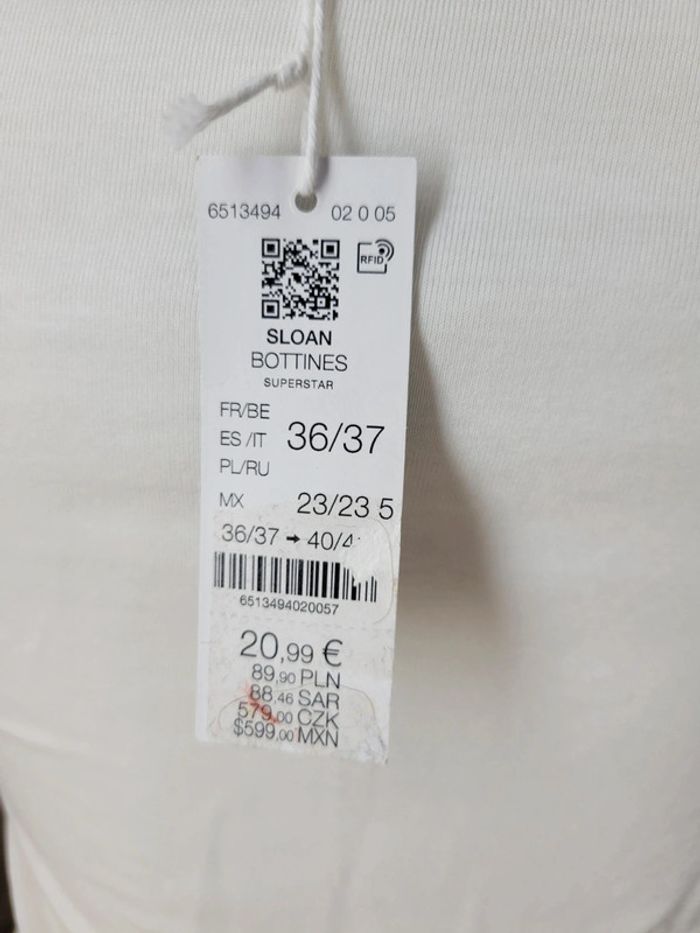 6513494 02 0 05
RFID
SLOAN
BOTTINES
SUPERSTAR
FR/BE
ES /IT 36/37
PL/RU
MX 23/23 5
36/37 → 40/4
6513494020057
20,99 €
89,90 PLN
88,46 SAR
579,00 CZK
$599,00 MXN